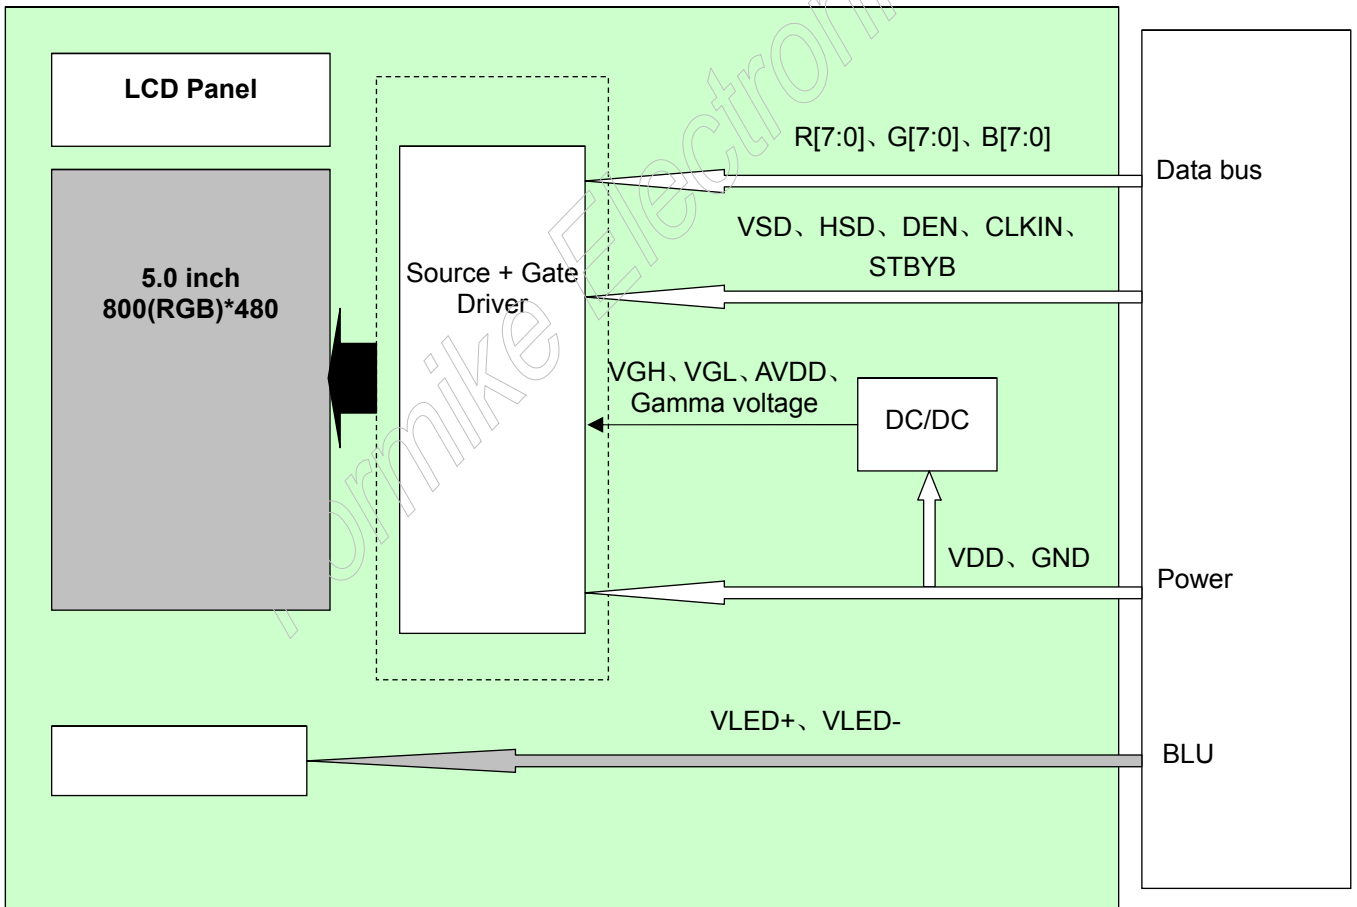 LCD Panel
R[7:0]、G[7:0]、B[7:0]
Data bus
VSD、HSD、DEN、CLKIN、
STBYB
5.0 inch
800(RGB)*480
Source + Gate
Driver
VGH、VGL、AVDD、
Gamma voltage
DC/DC
VDD、GND
Power
VLED+、VLED-
BLU